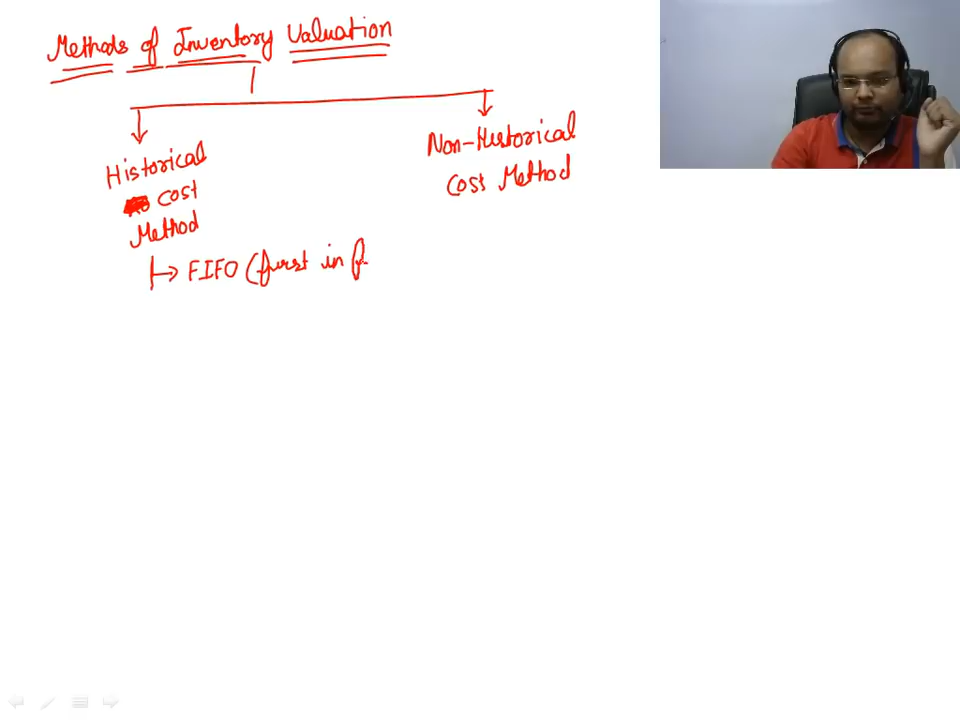 Methods of Inventory Valuation
Historical
cost
Method
Non-Historical
Cost Method
FIFO (first in f